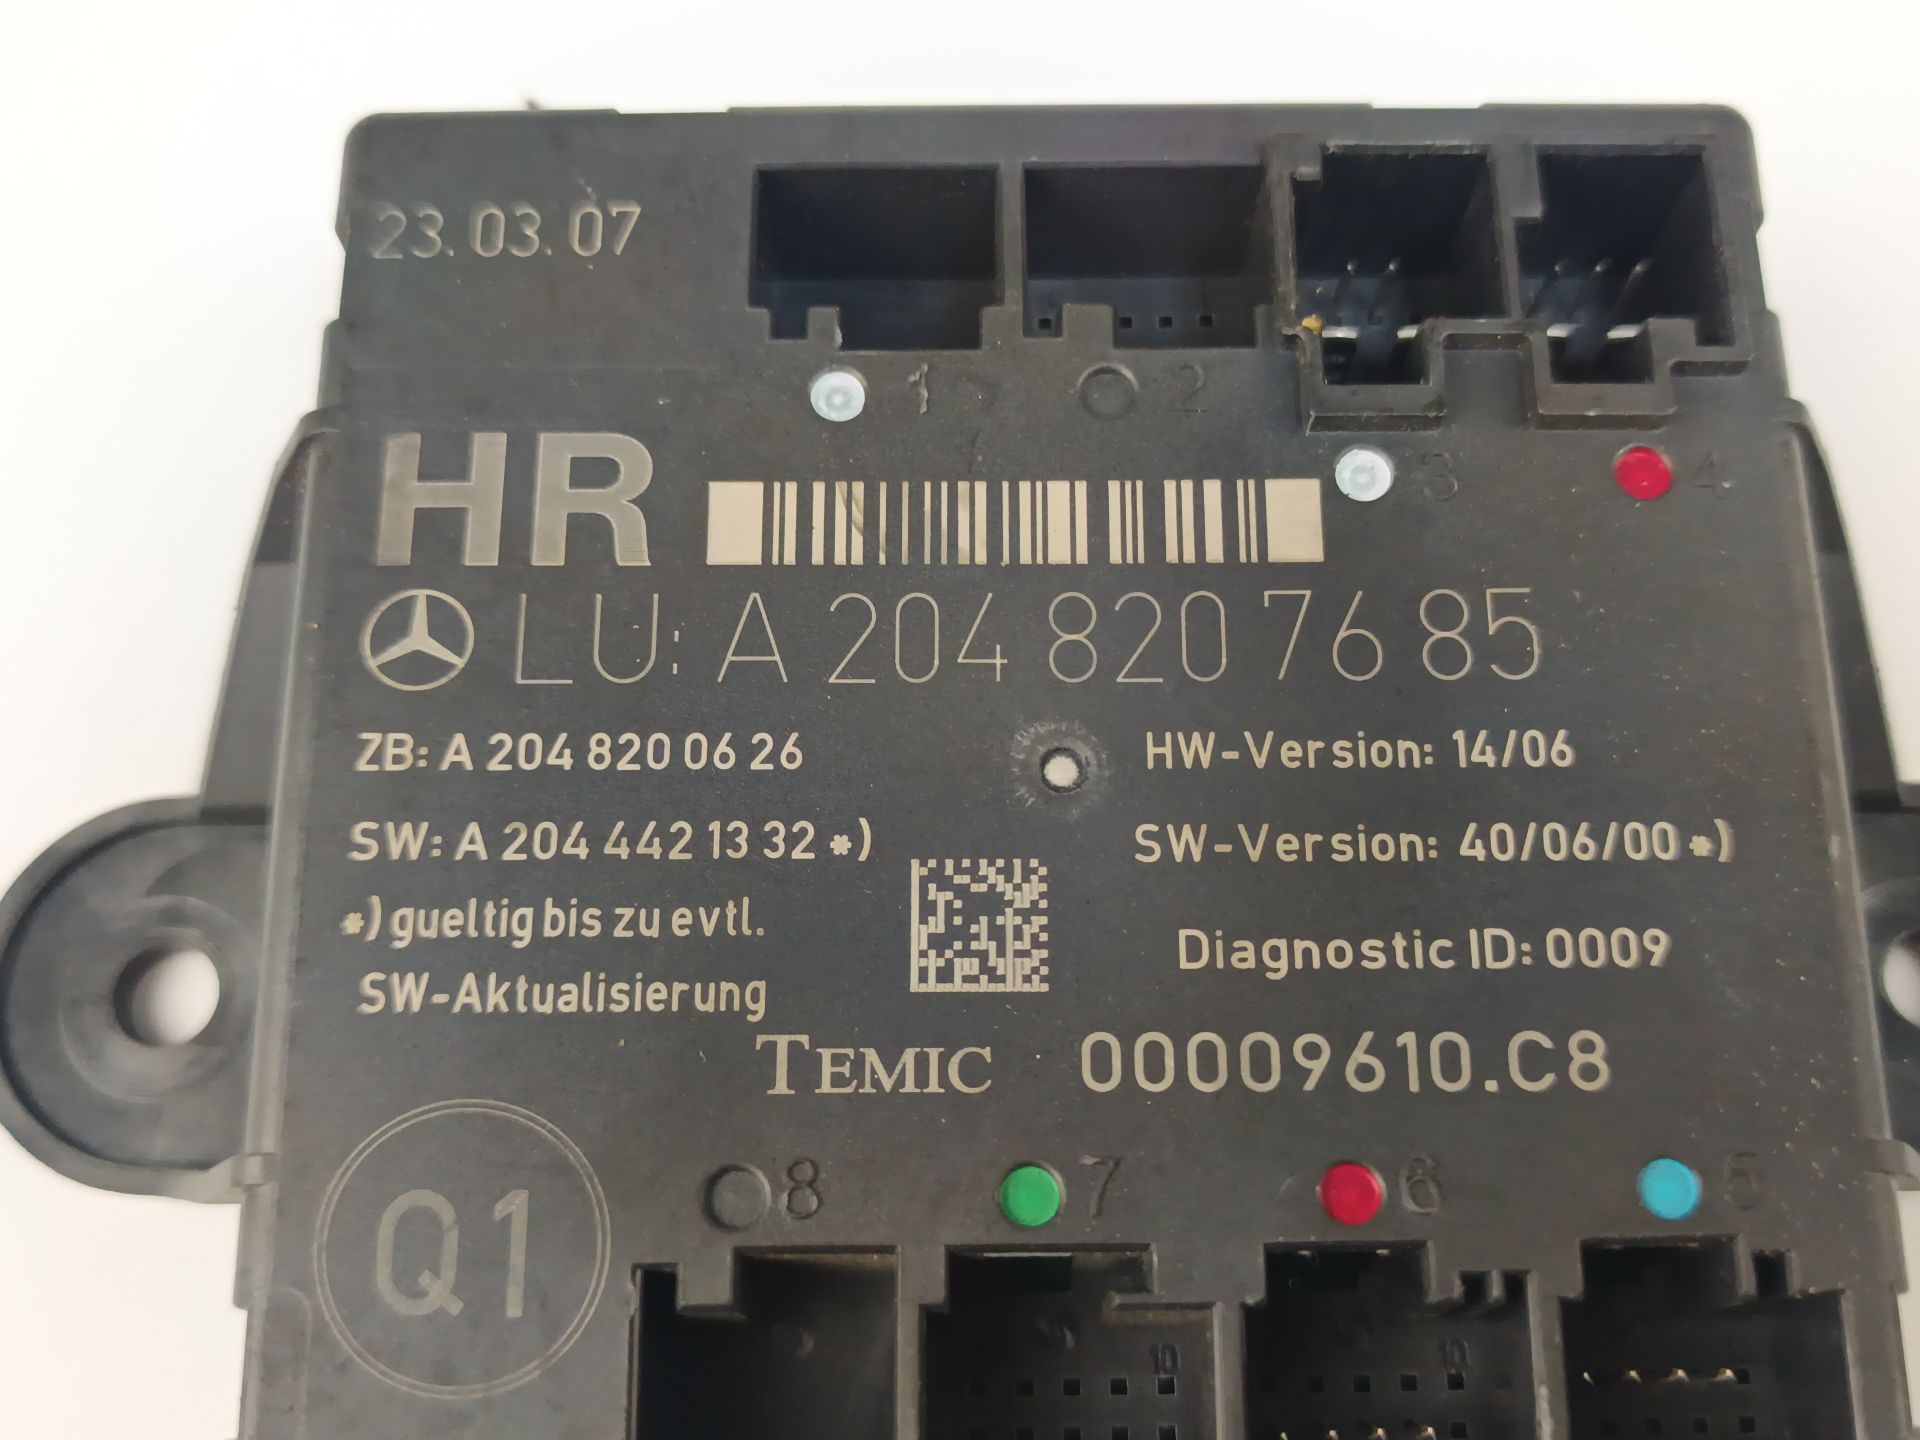 23.03.07
1 2
HR
3 4
LU: A 204 820 76 85
ZB: A 204 820 06 26
HW-Version: 14/06
SW: A 204 442 13 32 *)
SW-Version: 40/06/00 *)
*) gueltig bis zu evtl.
SW-Aktualisierung
Diagnostic ID: 0009
TEMIC 00009610.C8
8 7 6 5
Q1
10 10